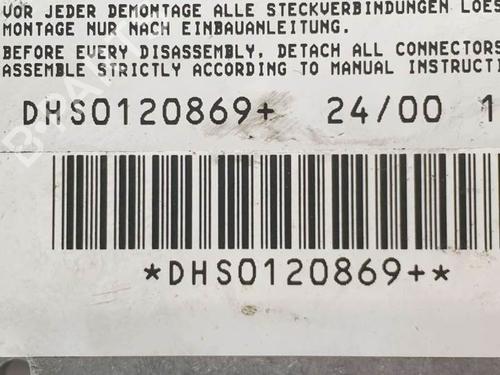 VOR JEDER DEMONTAGE ALLE STECKVERBINDUNGEN LOES
MONTAGE NUR NACH EINBAUANLEITUNG.
BEFORE EVERY DISASSEMBLY, DETACH ALL CONNECTORS
ASSEMBLE STRICTLY ACCORDING TO MANUAL INSTRUCTI
DHS0120869+ 24/00 1
*DHS0120869+*